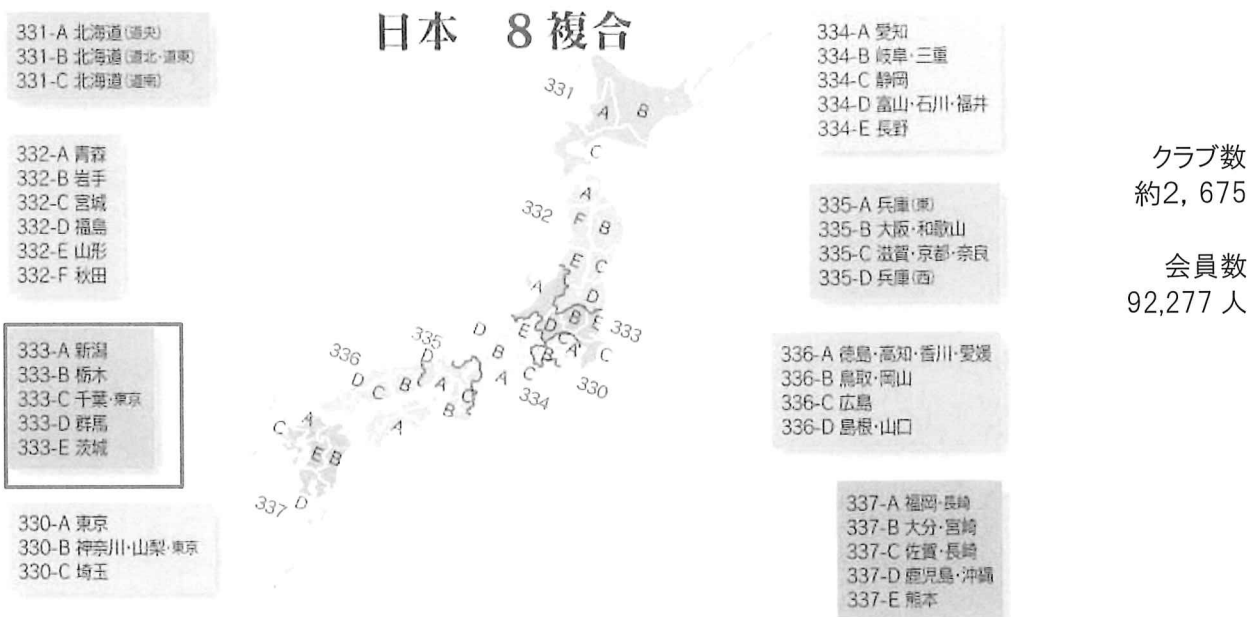 日本 8複合
331-A 北海道(道央)
331-B 北海道(道北・道東)
331-C 北海道(道南)
332-A 青森
332-B 岩手
332-C 宮城
332-D 福島
332-E 山形
332-F 秋田
333-A 新潟
333-B 栃木
333-C 千葉・東京
333-D 群馬
333-E 茨城
330-A 東京
330-B 神奈川・山梨・東京
330-C 埼玉
331
A B
C
332
A
F B
E C
A D
333
D B E
C A
B C
330
334
D E
B
A C
335
D
A C
B
336
D C B
A
337
C A
E B
D
334-A 愛知
334-B 岐阜・三重
334-C 静岡
334-D 富山・石川・福井
334-E 長野
335-A 兵庫(東)
335-B 大阪・和歌山
335-C 滋賀・京都・奈良
335-D 兵庫(西)
336-A 徳島・高知・香川・愛媛
336-B 鳥取・岡山
336-C 広島
336-D 島根・山口
337-A 福岡・長崎
337-B 大分・宮崎
337-C 佐賀・長崎
337-D 鹿児島・沖縄
337-E 熊本
クラブ数
約2, 675
会員数
92,277 人